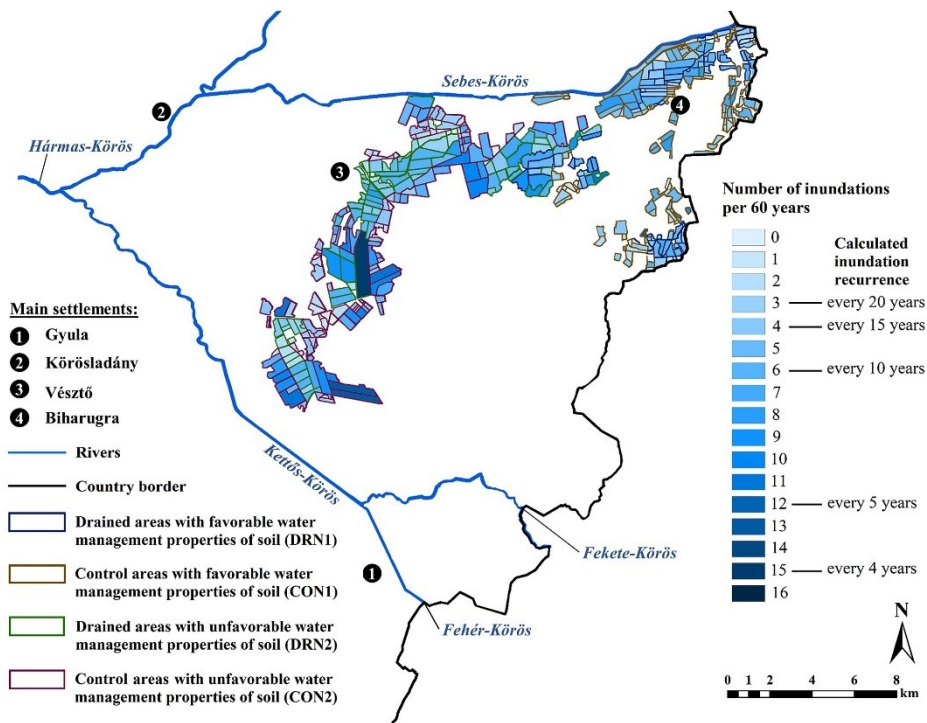 Sebes-Körös
2
4
Hármas-Körös
3
Number of inundations
per 60 years
0
1
2
3
4
5
6
7
8
9
10
11
12
13
14
15
16
Calculated
inundation
recurrence
every 20 years
every 15 years
every 10 years
every 5 years
every 4 years
Main settlements:
1 Gyula
2 Körösladány
3 Vésztő
4 Biharugra
Rivers
Country border
Drained areas with favorable water
management properties of soil (DRN1)
Control areas with favorable water
management properties of soil (CON1)
Drained areas with unfavorable water
management properties of soil (DRN2)
Control areas with unfavorable water
management properties of soil (CON2)
Kettős-Körös
Fekete-Körös
1
Fehér-Körös
N
0 1 2 4 6 8
km